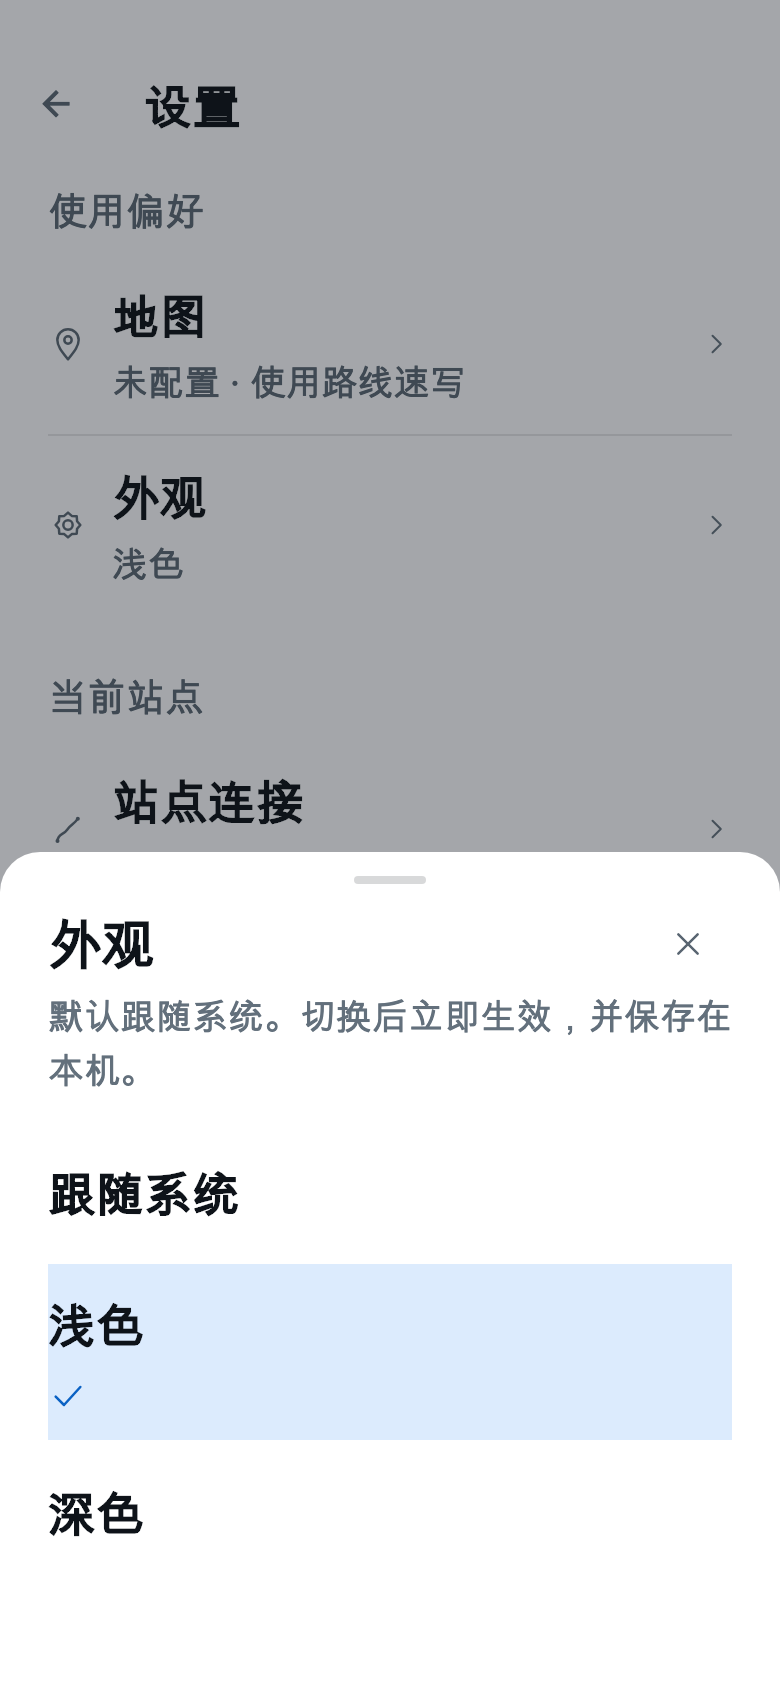 设置
使用偏好
地图
未配置 · 使用路线速写
外观
浅色
当前站点
站点连接
外观
默认跟随系统。切换后立即生效，并保存在
本机。
跟随系统
浅色
深色